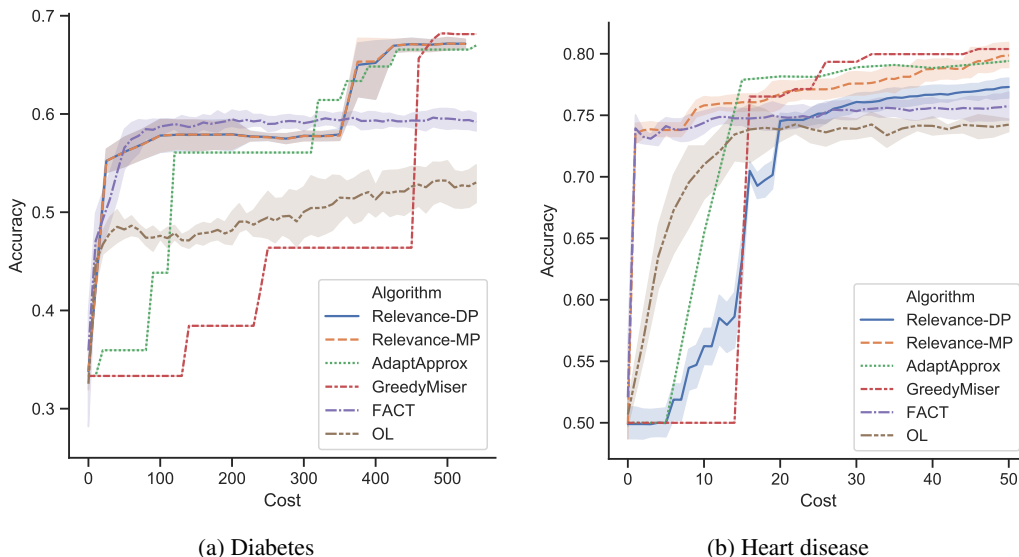 0.7
0.6
0.5
0.4
0.3
Accuracy
0 100 200 300 400 500
Cost
Algorithm
Relevance-DP
Relevance-MP
AdaptApprox
GreedyMiser
FACT
OL
(a) Diabetes
0.80
0.75
0.70
0.65
0.60
0.55
0.50
Accuracy
0 10 20 30 40 50
Cost
Algorithm
Relevance-DP
Relevance-MP
AdaptApprox
GreedyMiser
FACT
OL
(b) Heart disease